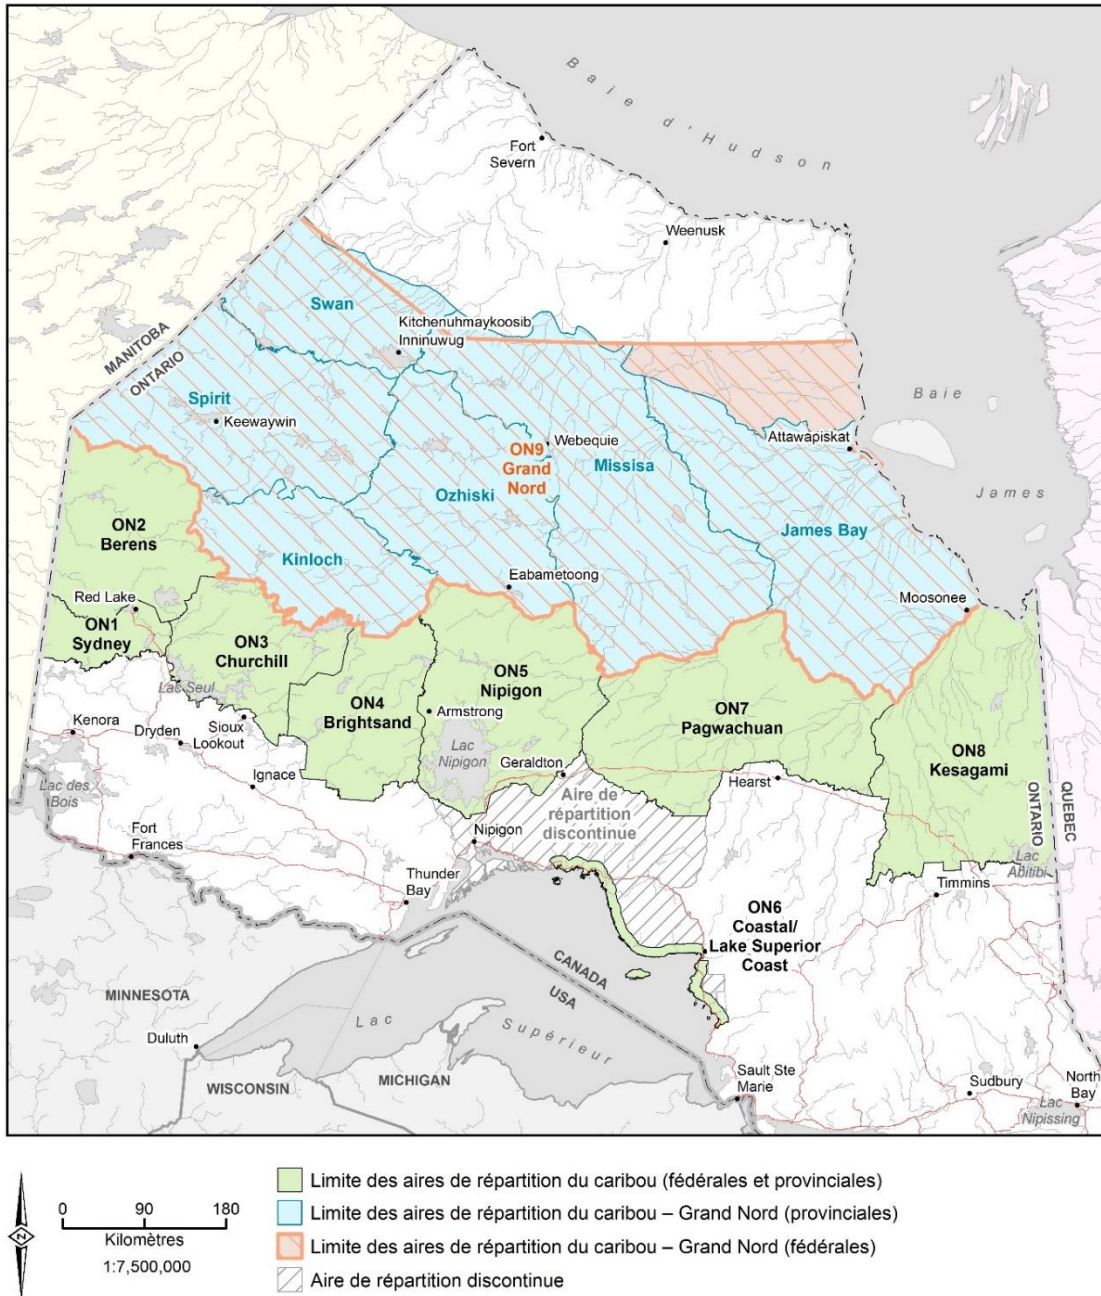 Baie d'Hudson
Fort
Severn
Weenusk
Swan
Kitchenuhmaykoosib
Inninuwug
MANITOBA
ONTARIO
Baie
Spirit
Keewaywin
Attawapiskat
ON9
Grand
Nord
Webequie
Missisa
Ozhiski
James
ON2
Berens
James Bay
Kinloch
Eabametoong
Red Lake
Moosonee
ON1
Sydney
ON3
Churchill
ON5
Nipigon
Lac Seul
ON4
Brightsand
Armstrong
ON7
Pagwachuan
Kenora
Dryden
Sioux
Lookout
Lac
Nipigon
ON8
Kesagami
Ignace
Geraldton
Hearst
ONTARIO
QUEBEC
Lac des
Bois
Aire de
répartition
discontinue
Fort
Frances
Nipigon
Lac
Abitibi
Thunder
Bay
Timmins
ON6
Coastal/
Lake Superior
Coast
CANADA
USA
MINNESOTA
Lac Supérieur
Duluth
WISCONSIN
MICHIGAN
Sault Ste
Marie
Sudbury
North
Bay
Lac
Nipissing
N
0 90 180
Kilomètres
1:7,500,000
Limite des aires de répartition du caribou (fédérales et provinciales)
Limite des aires de répartition du caribou – Grand Nord (provinciales)
Limite des aires de répartition du caribou – Grand Nord (fédérales)
Aire de répartition discontinue